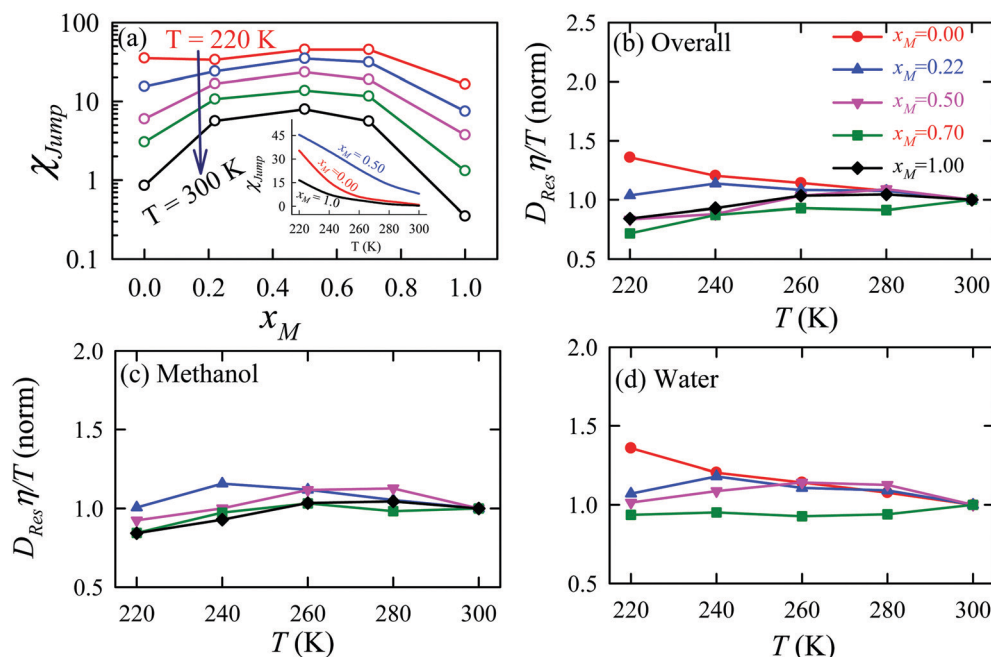 (a)
T = 220 K
T = 300 K
100
10
1
0.1
χJump
0.0 0.2 0.4 0.6 0.8 1.0
xM
45
30
15
0
χJump
xM=0.50
xM=0.00
xM=1.0
220 240 260 280 300
T (K)
(b) Overall
2.5
2.0
1.5
1.0
0.5
DRes η/T (norm)
xM=0.00
xM=0.22
xM=0.50
xM=0.70
xM=1.00
220 240 260 280 300
T (K)
(c) Methanol
2.0
1.5
1.0
0.5
DRes η/T (norm)
220 240 260 280 300
T (K)
(d) Water
2.0
1.5
1.0
0.5
DRes η/T (norm)
220 240 260 280 300
T (K)